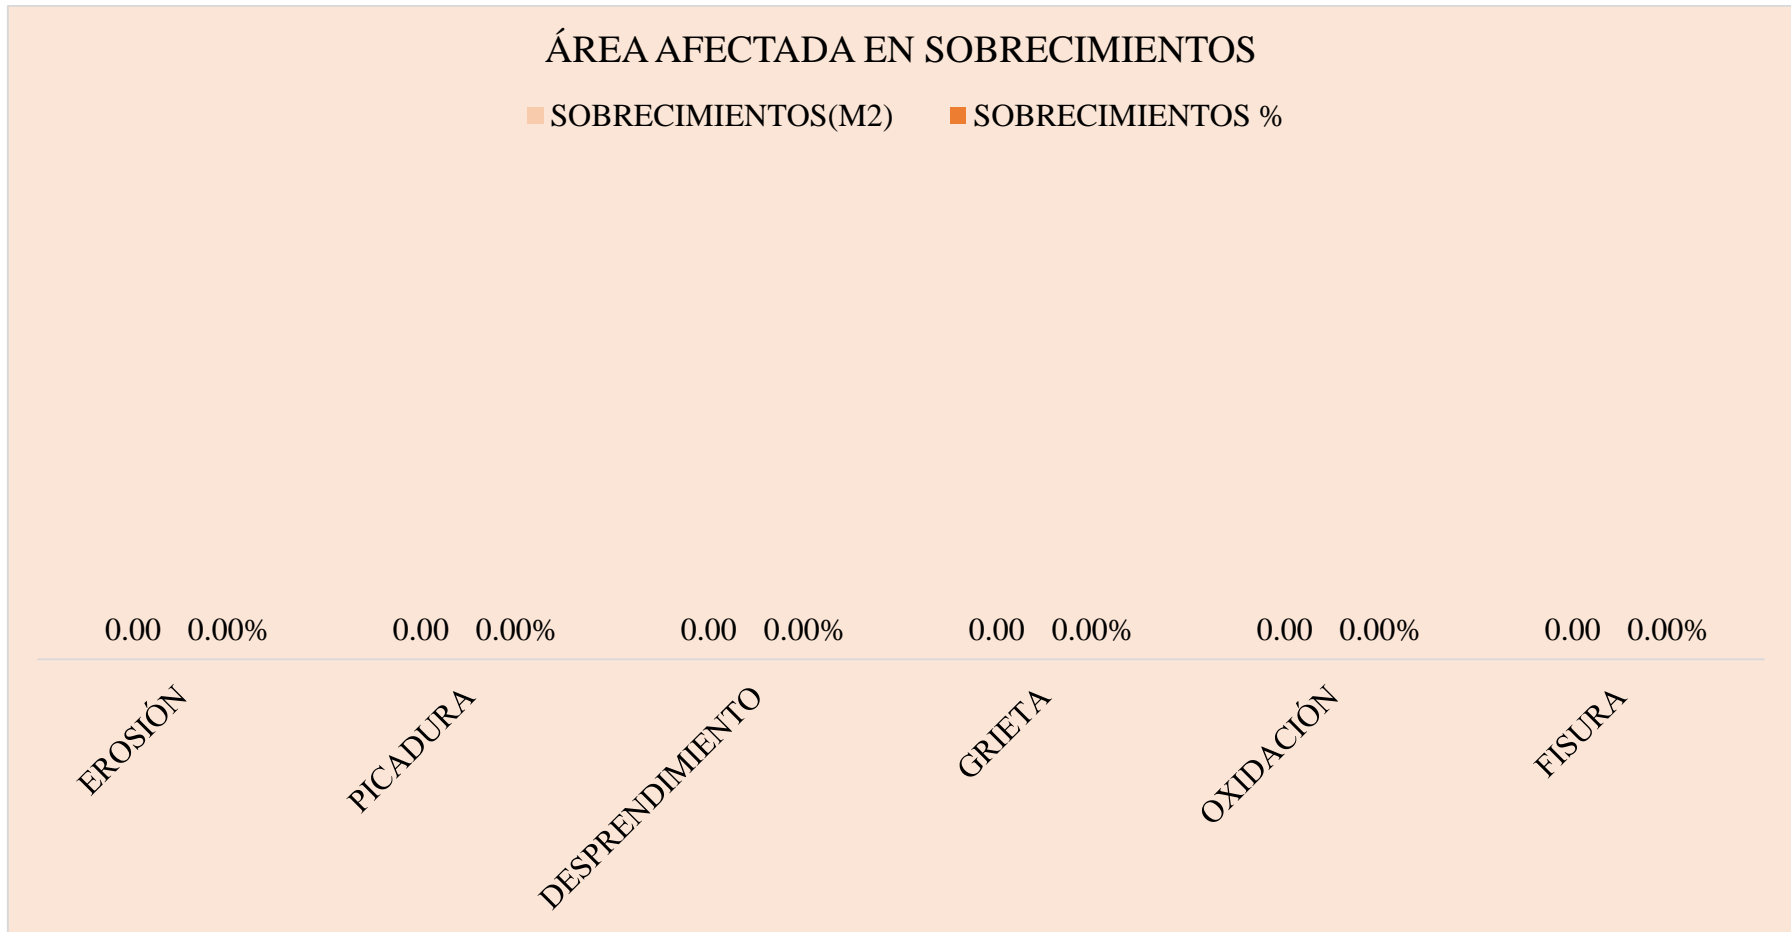 ÁREA AFECTADA EN SOBRECIMIENTOS
SOBRECIMIENTOS(M2) SOBRECIMIENTOS %
0.00 0.00% 0.00 0.00% 0.00 0.00% 0.00 0.00% 0.00 0.00% 0.00 0.00%
EROSIÓN
PICADURA
DESPRENDIMIENTO
GRIETA
OXIDACIÓN
FISURA